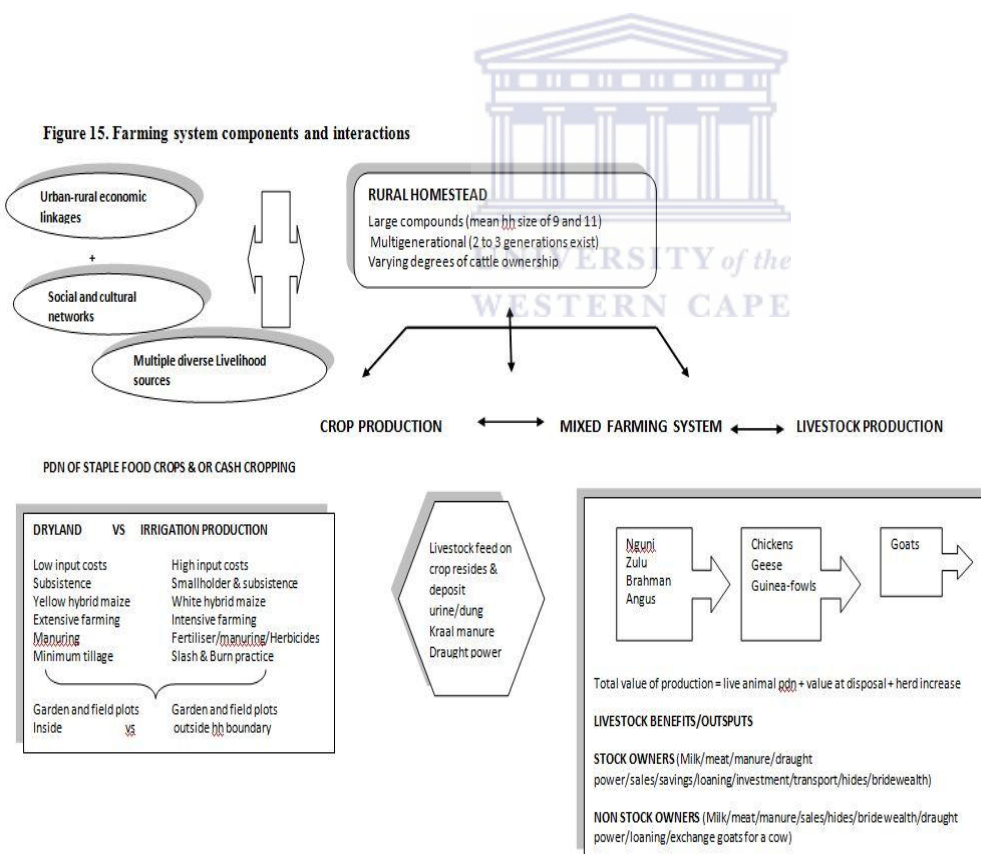 Figure 15. Farming system components and interactions
Urban-rural economic
linkages
+
Social and cultural
networks
Multiple diverse Livelihood
sources
RURAL HOMESTEAD
Large compounds (mean hh size of 9 and 11)
Multigenerational (2 to 3 generations exist)
Varying degrees of cattle ownership
UNIVERSITY of the
WESTERN CAPE
CROP PRODUCTION
MIXED FARMING SYSTEM
LIVESTOCK PRODUCTION
PDN OF STAPLE FOOD CROPS & OR CASH CROPPING
DRYLAND VS IRRIGATION PRODUCTION
Low input costs High input costs
Subsistence Smallholder & subsistence
Yellow hybrid maize White hybrid maize
Extensive farming Intensive farming
Manuring Fertiliser/manuring/Herbicides
Minimum tillage Slash & Burn practice
Garden and field plots Garden and field plots
Inside vs outside hh boundary
Livestock feed on
crop resides &
deposit
urine/dung
Kraal manure
Draught power
Nguni
Zulu
Brahman
Angus
Chickens
Geese
Guinea-fowls
Goats
Total value of production = live animal pdn + value at disposal + herd increase
LIVESTOCK BENEFITS/OUTSPUTS
STOCK OWNERS (Milk/meat/manure/draught
power/sales/savings/loaning/investment/transport/hides/bridewealth)
NON STOCK OWNERS (Milk/meat/manure/sales/hides/bride wealth/draught
power/loaning/exchange goats for a cow)